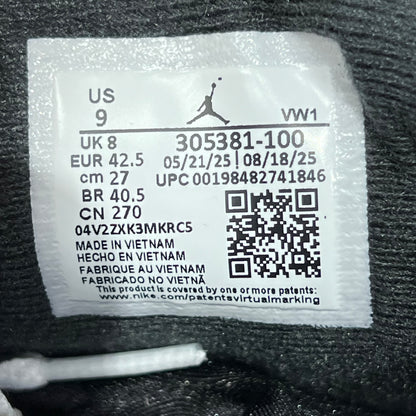 US
9
VW1
UK 8
305381-100
EUR 42.5
05/21/25 | 08/18/25
cm 27
UPC 00198482741846
BR 40.5
CN 270
04V2ZXK3MKRC5
MADE IN VIETNAM
HECHO EN VIETNAM
FABRIQUE AU VIETNAM
FABRICADO NO VIETNÃ
This product is covered by one or more patents
www.nike.com/patentsvirtualmarking